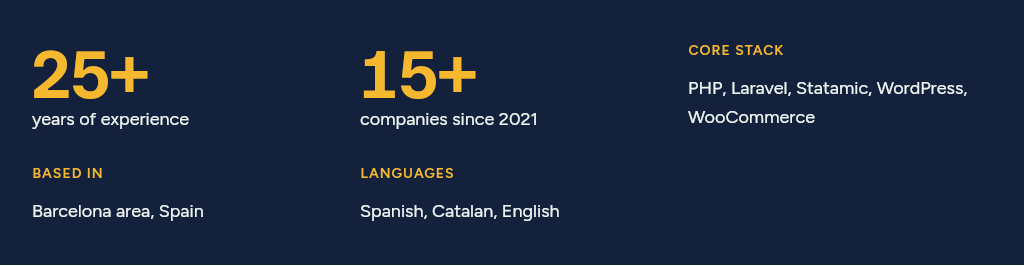 25+
years of experience
15+
companies since 2021
CORE STACK
PHP, Laravel, Statamic, WordPress,
WooCommerce
BASED IN
Barcelona area, Spain
LANGUAGES
Spanish, Catalan, English